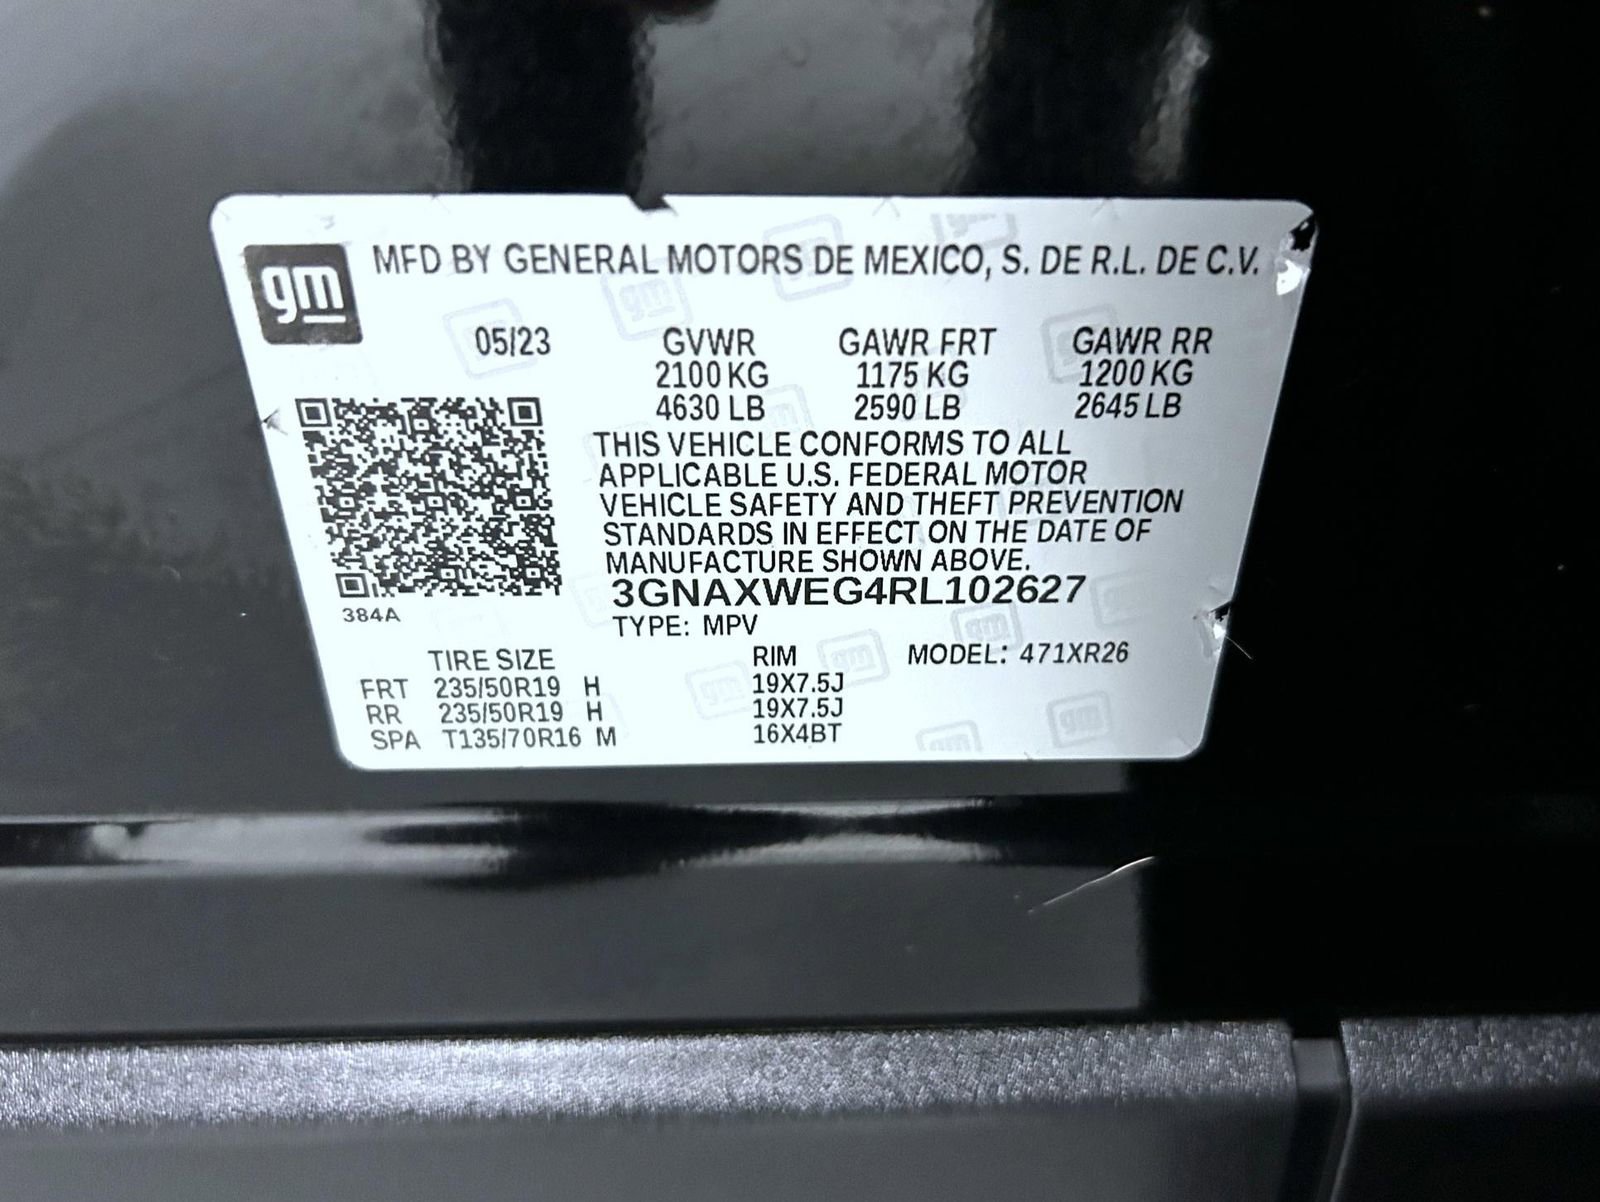 gm MFD BY GENERAL MOTORS DE MEXICO, S. DE R.L. DE C.V.
05/23 GVWR GAWR FRT GAWR RR
2100 KG 1175 KG 1200 KG
4630 LB 2590 LB 2645 LB
THIS VEHICLE CONFORMS TO ALL
APPLICABLE U.S. FEDERAL MOTOR
VEHICLE SAFETY AND THEFT PREVENTION
STANDARDS IN EFFECT ON THE DATE OF
MANUFACTURE SHOWN ABOVE.
3GNAXWEG4RL102627
384A
TYPE: MPV
TIRE SIZE RIM MODEL: 471XR26
FRT 235/50R19 H 19X7.5J
RR 235/50R19 H 19X7.5J
SPA T135/70R16 M 16X4BT